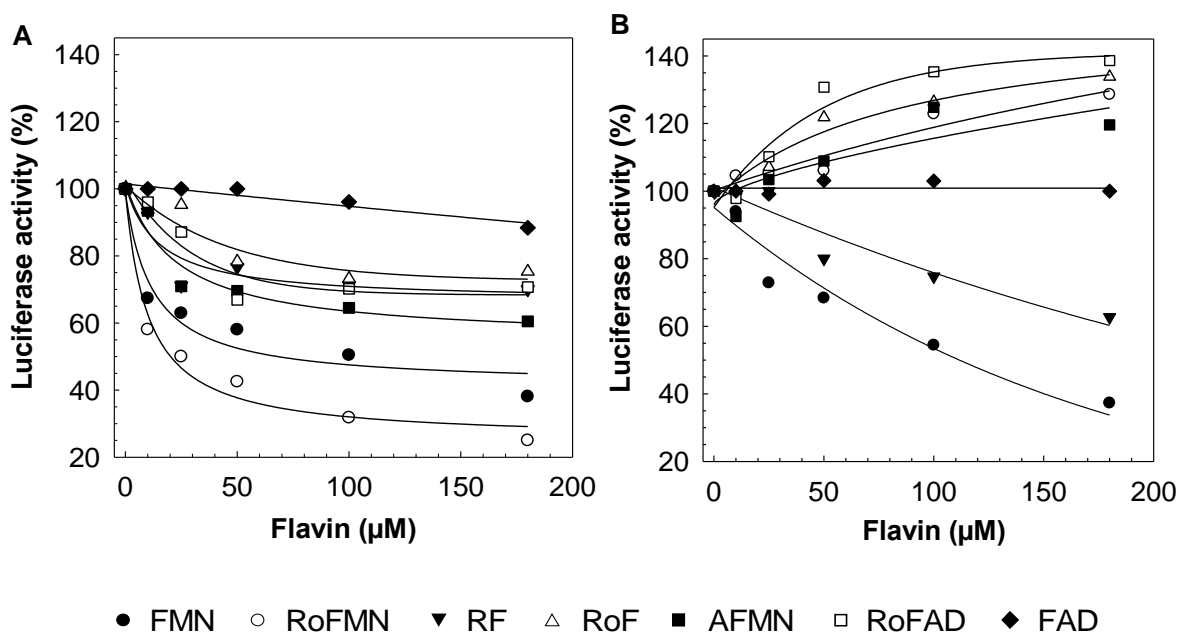 A
B
140
120
100
80
60
40
20
0 50 100 150 200
Luciferase activity (%)
Flavin (µM)
140
120
100
80
60
40
20
0 50 100 150 200
Luciferase activity (%)
Flavin (µM)
FMN RoFMN RF RoF AFMN RoFAD FAD